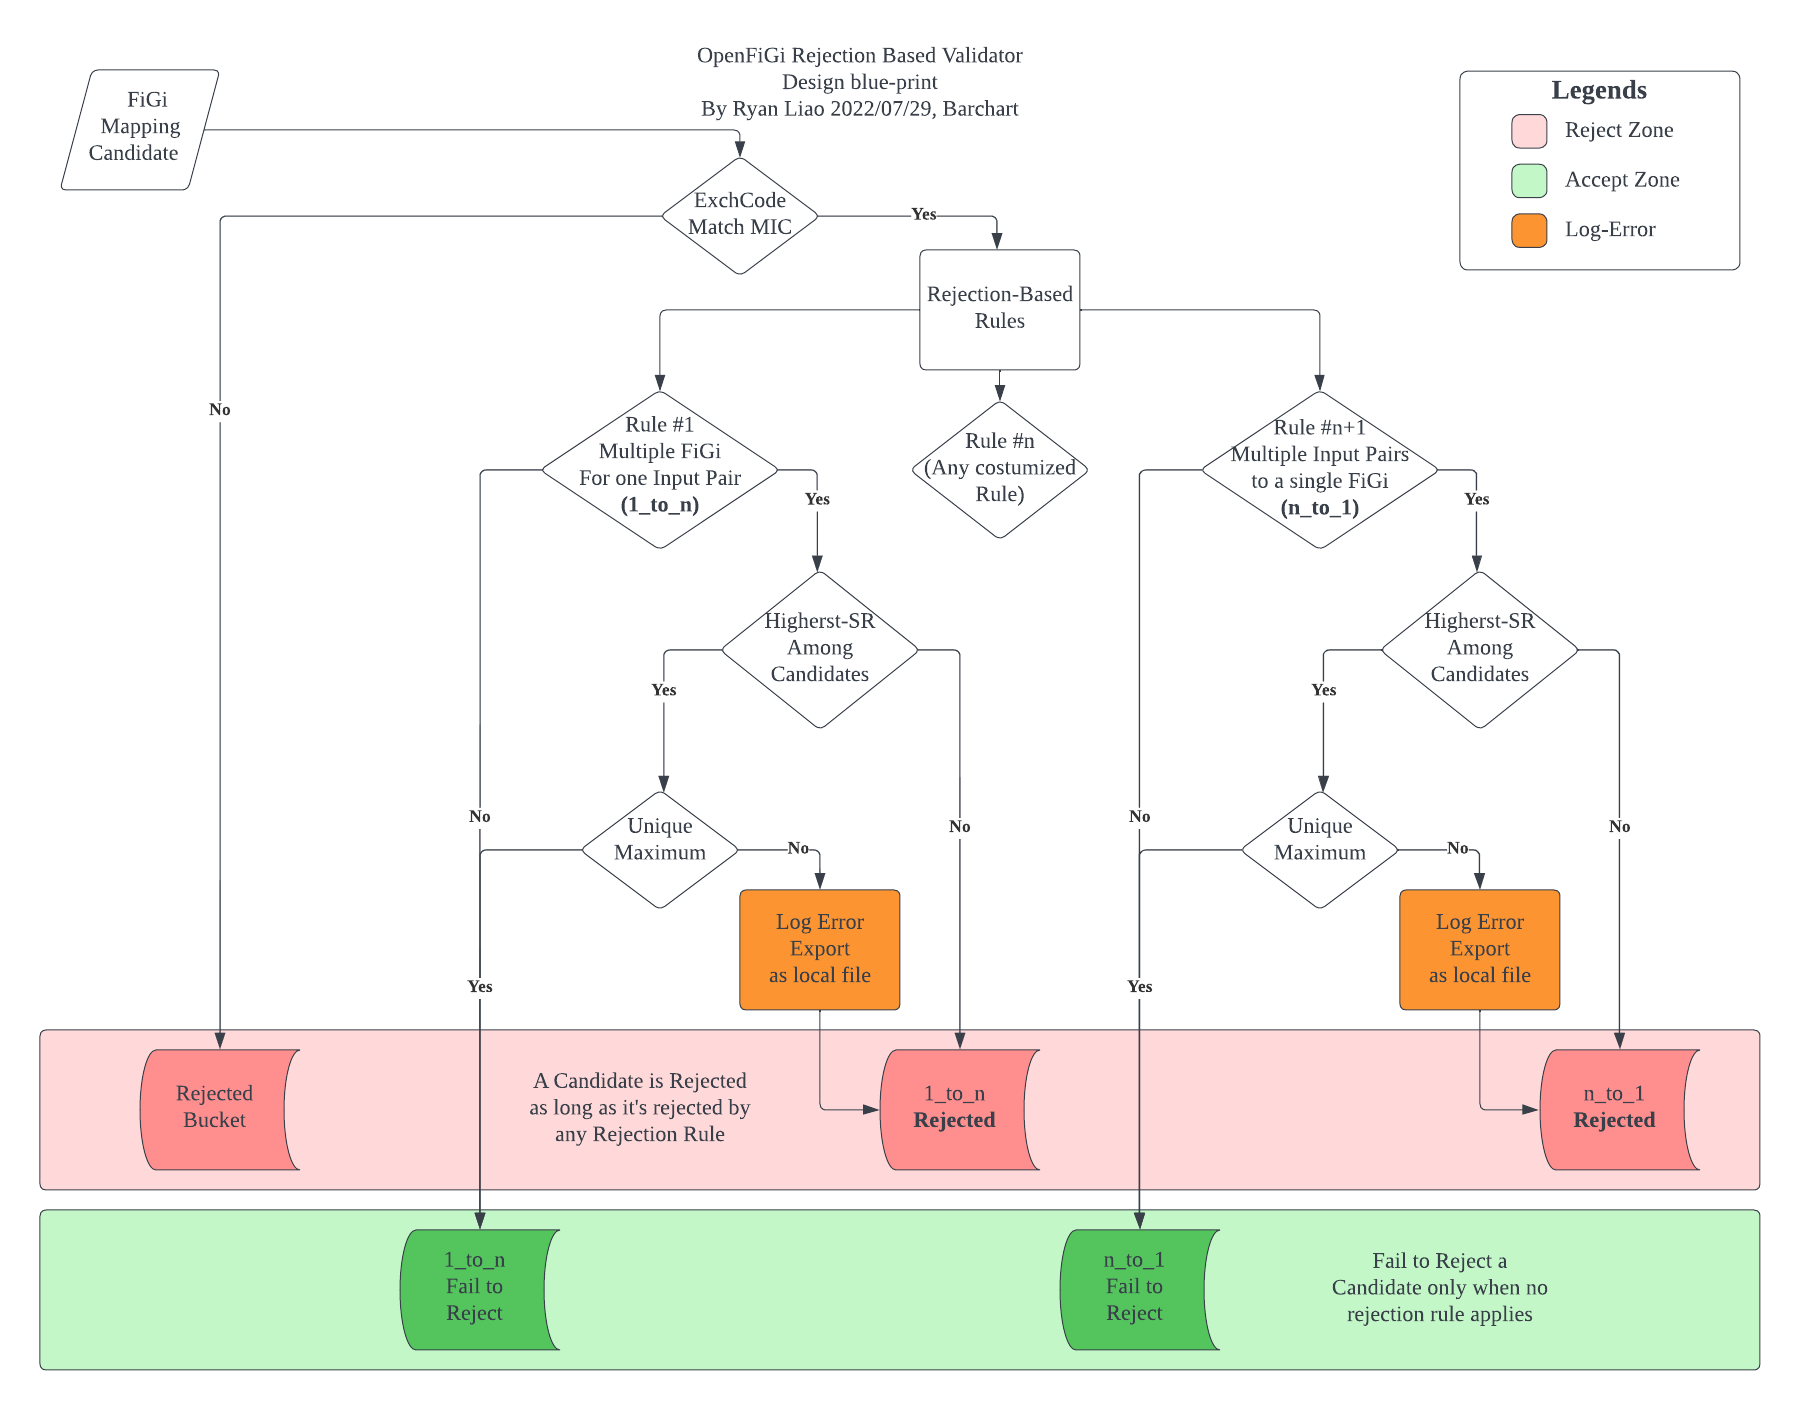 OpenFiGi Rejection Based Validator
Design blue-print
By Ryan Liao 2022/07/29, Barchart
FiGi
Mapping
Candidate
Legends
Reject Zone
Accept Zone
Log-Error
ExchCode
Match MIC
Yes
No
Rejection-Based
Rules
Rule #1
Multiple FiGi
For one Input Pair
(1_to_n)
Rule #n
(Any costumized
Rule)
Rule #n+1
Multiple Input Pairs
to a single FiGi
(n_to_1)
Yes
Yes
Higherst-SR
Among
Candidates
Higherst-SR
Among
Candidates
Yes
Yes
No
No
No
No
Unique
Maximum
No
Unique
Maximum
No
Log Error
Export
as local file
Log Error
Export
as local file
Yes
Yes
Rejected
Bucket
A Candidate is Rejected
as long as it's rejected by
any Rejection Rule
1_to_n
Rejected
n_to_1
Rejected
1_to_n
Fail to
Reject
n_to_1
Fail to
Reject
Fail to Reject a
Candidate only when no
rejection rule applies